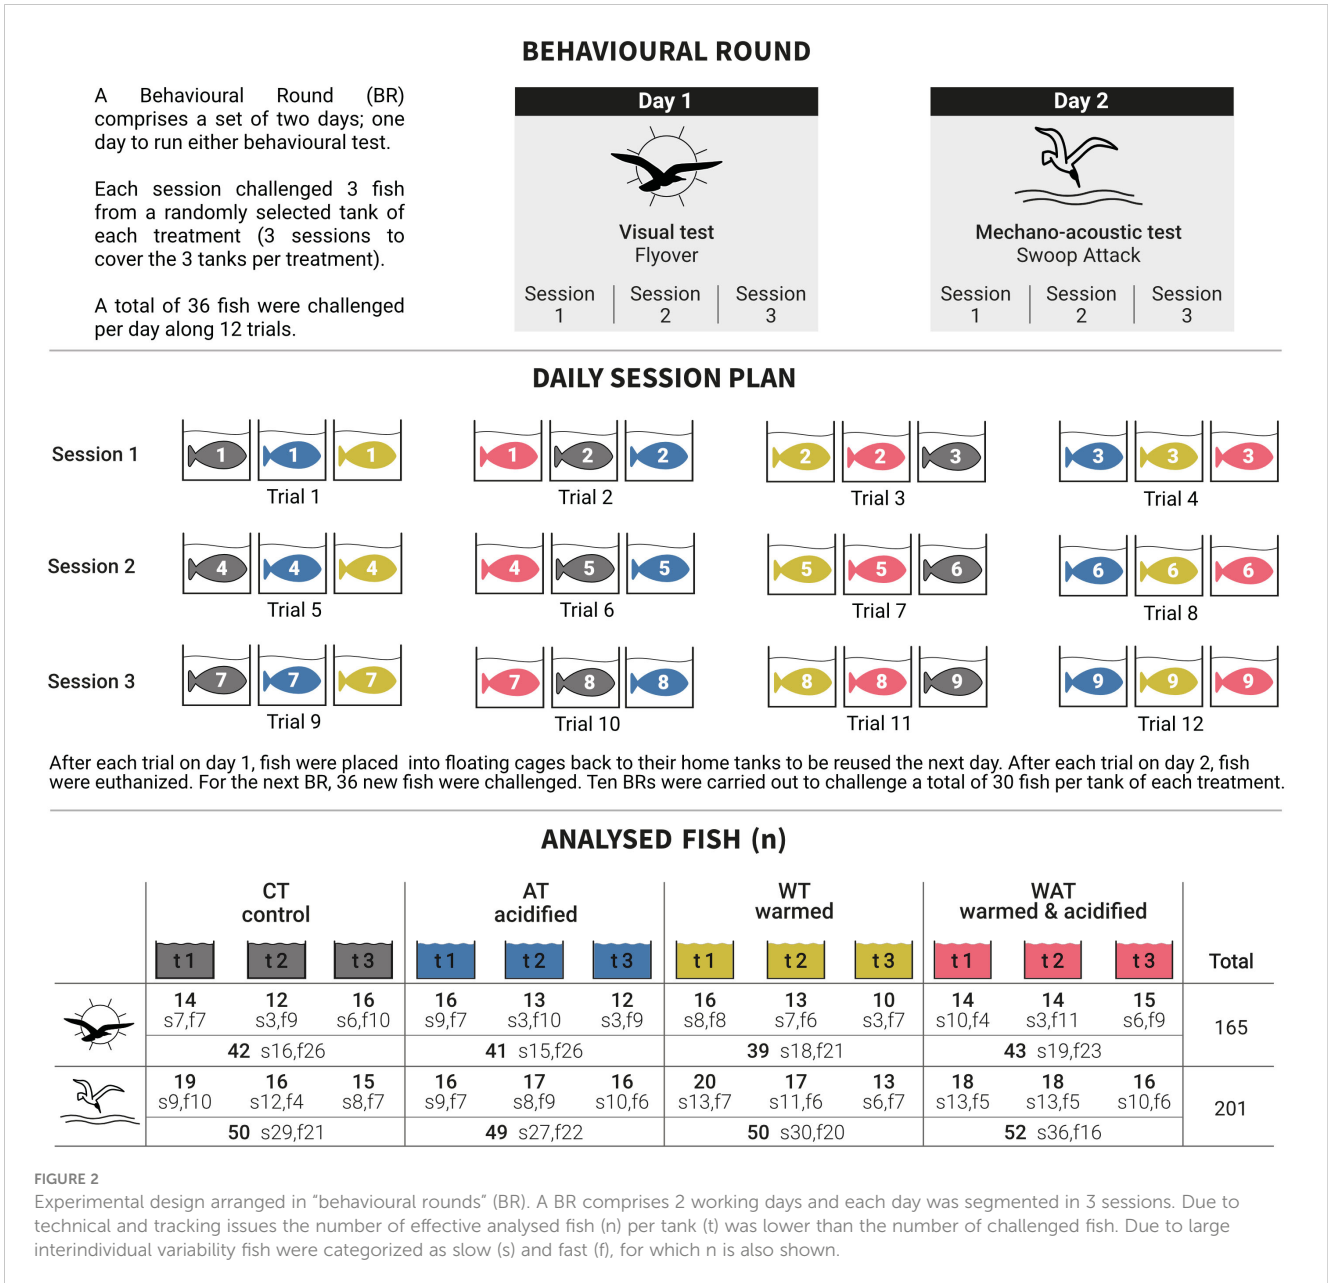 BEHAVIOURAL ROUND
A Behavioural Round (BR)
comprises a set of two days; one
day to run either behavioural test.
Each session challenged 3 fish
from a randomly selected tank of
each treatment (3 sessions to
cover the 3 tanks per treatment).
A total of 36 fish were challenged
per day along 12 trials.
Day 1
Visual test
Flyover
Session 1
Session 2
Session 3
Day 2
Mechano-acoustic test
Swoop Attack
Session 1
Session 2
Session 3
DAILY SESSION PLAN
Session 1
1 1 1
Trial 1
1 2 2
Trial 2
2 2 3
Trial 3
3 3 3
Trial 4
Session 2
4 4 4
Trial 5
4 5 5
Trial 6
5 5 6
Trial 7
6 6 6
Trial 8
Session 3
7 7 7
Trial 9
7 8 8
Trial 10
8 8 9
Trial 11
9 9 9
Trial 12
After each trial on day 1, fish were placed into floating cages back to their home tanks to be reused the next day. After each trial on day 2, fish
were euthanized. For the next BR, 36 new fish were challenged. Ten BRs were carried out to challenge a total of 30 fish per tank of each treatment.
ANALYSED FISH (n)
CT AT WT WAT
control acidified warmed warmed & acidified
t1 t2 t3 t1 t2 t3 t1 t2 t3 t1 t2 t3 Total
14 12 16 16 13 12 16 13 10 14 14 15
s7,f7 s3,f9 s6,f10 s9,f7 s3,f10 s3,f9 s8,f8 s7,f6 s3,f7 s10,f4 s3,f11 s6,f9
165
42 s16,f26 41 s15,f26 39 s18,f21 43 s19,f23
19 16 15 16 17 16 20 17 13 18 18 16
s9,f10 s12,f4 s8,f7 s9,f7 s8,f9 s10,f6 s13,f7 s11,f6 s6,f7 s13,f5 s13,f5 s10,f6
201
50 s29,f21 49 s27,f22 50 s30,f20 52 s36,f16
FIGURE 2
Experimental design arranged in “behavioural rounds” (BR). A BR comprises 2 working days and each day was segmented in 3 sessions. Due to
technical and tracking issues the number of effective analysed fish (n) per tank (t) was lower than the number of challenged fish. Due to large
interindividual variability fish were categorized as slow (s) and fast (f), for which n is also shown.